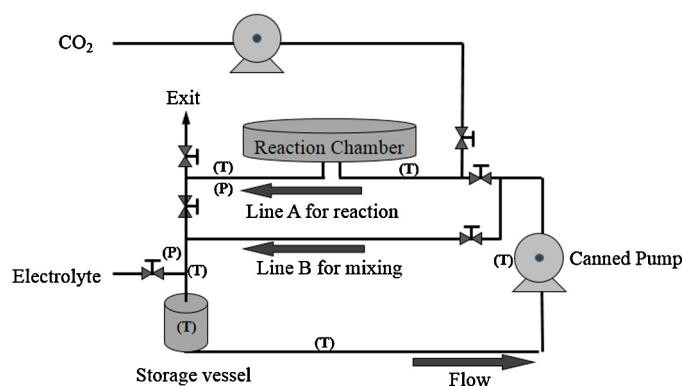 CO₂
Exit
Reaction Chamber
(T)
(T)
(P)
Line A for reaction
(P)
Line B for mixing
(T)
Canned Pump
Electrolyte
(T)
(T)
(T)
Storage vessel
Flow